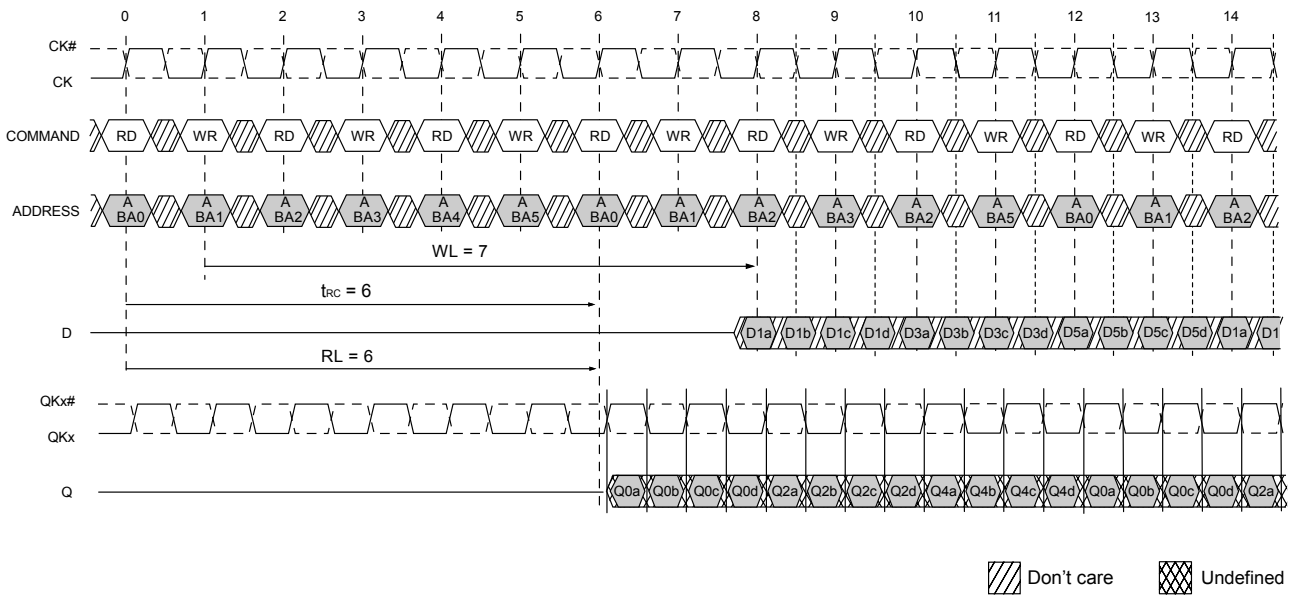 0 1 2 3 4 5 6 7 8 9 10 11 12 13 14
CK#
CK
COMMAND RD WR RD WR RD WR RD WR RD WR RD WR RD WR RD
ADDRESS
A A A A A A A A A A A A A A A
BA0 BA1 BA2 BA3 BA4 BA5 BA0 BA1 BA2 BA3 BA2 BA5 BA0 BA1 BA2
WL = 7
tRC = 6
D D1a D1b D1c D1d D3a D3b D3c D3d D5a D5b D5c D5d D1a D1
RL = 6
QKx#
QKx
Q Q0a Q0b Q0c Q0d Q2a Q2b Q2c Q2d Q4a Q4b Q4c Q4d Q0a Q0b Q0c Q0d Q2a
Don't care Undefined